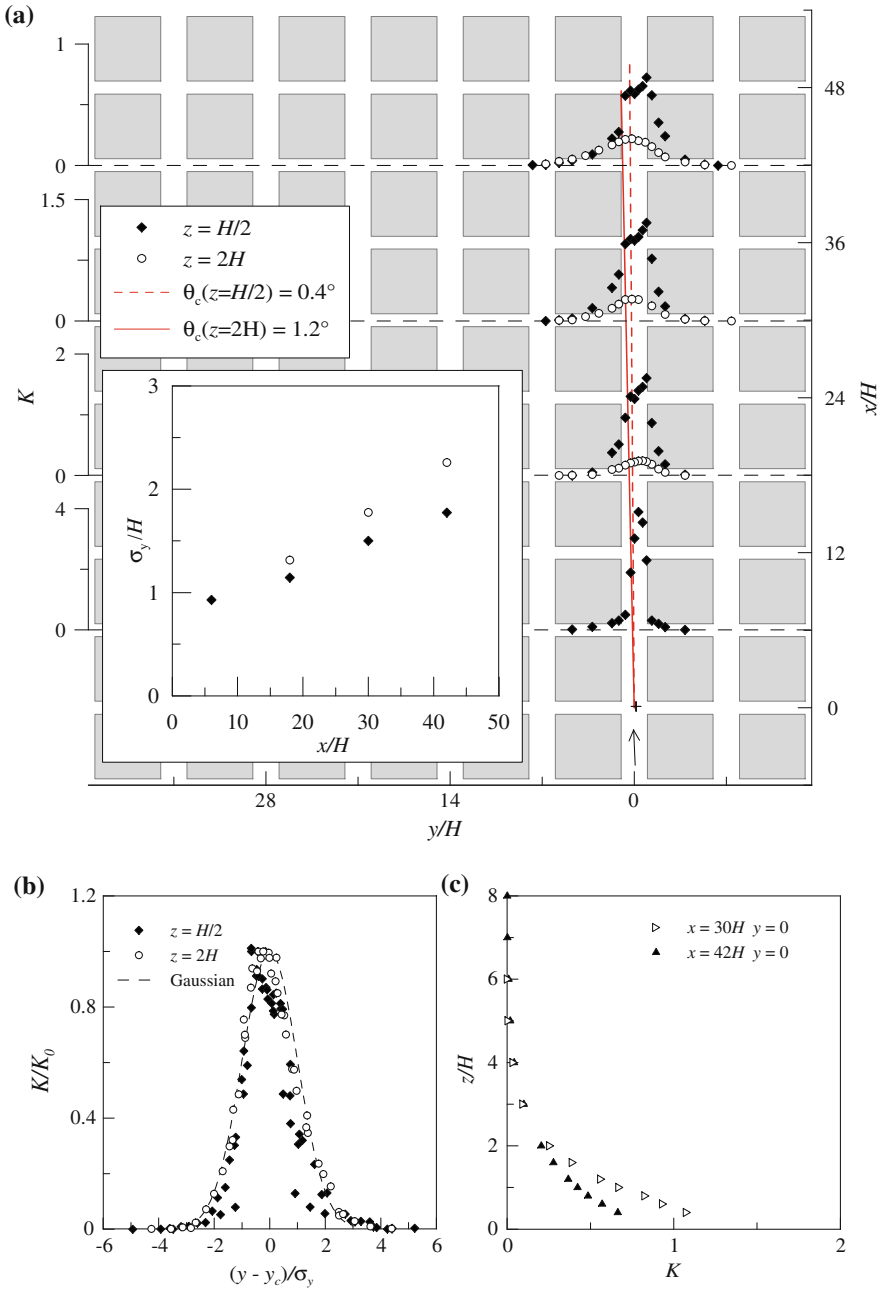 (a)
1
0
1.5
0
2
0
4
0
K
48
36
24
12
0
x/H
z = H/2
z = 2H
θc(z=H/2) = 0.4°
θc(z=2H) = 1.2°
3
2
1
0
σy/H
0 10 20 30 40 50
x/H
28 14 0
y/H
(b)
1.2
0.8
0.4
0
K/K0
z = H/2
z = 2H
Gaussian
-6 -4 -2 0 2 4 6
(y - yc)/σy
(c)
8
6
4
2
0
z/H
x = 30H y = 0
x = 42H y = 0
0 1 2
K